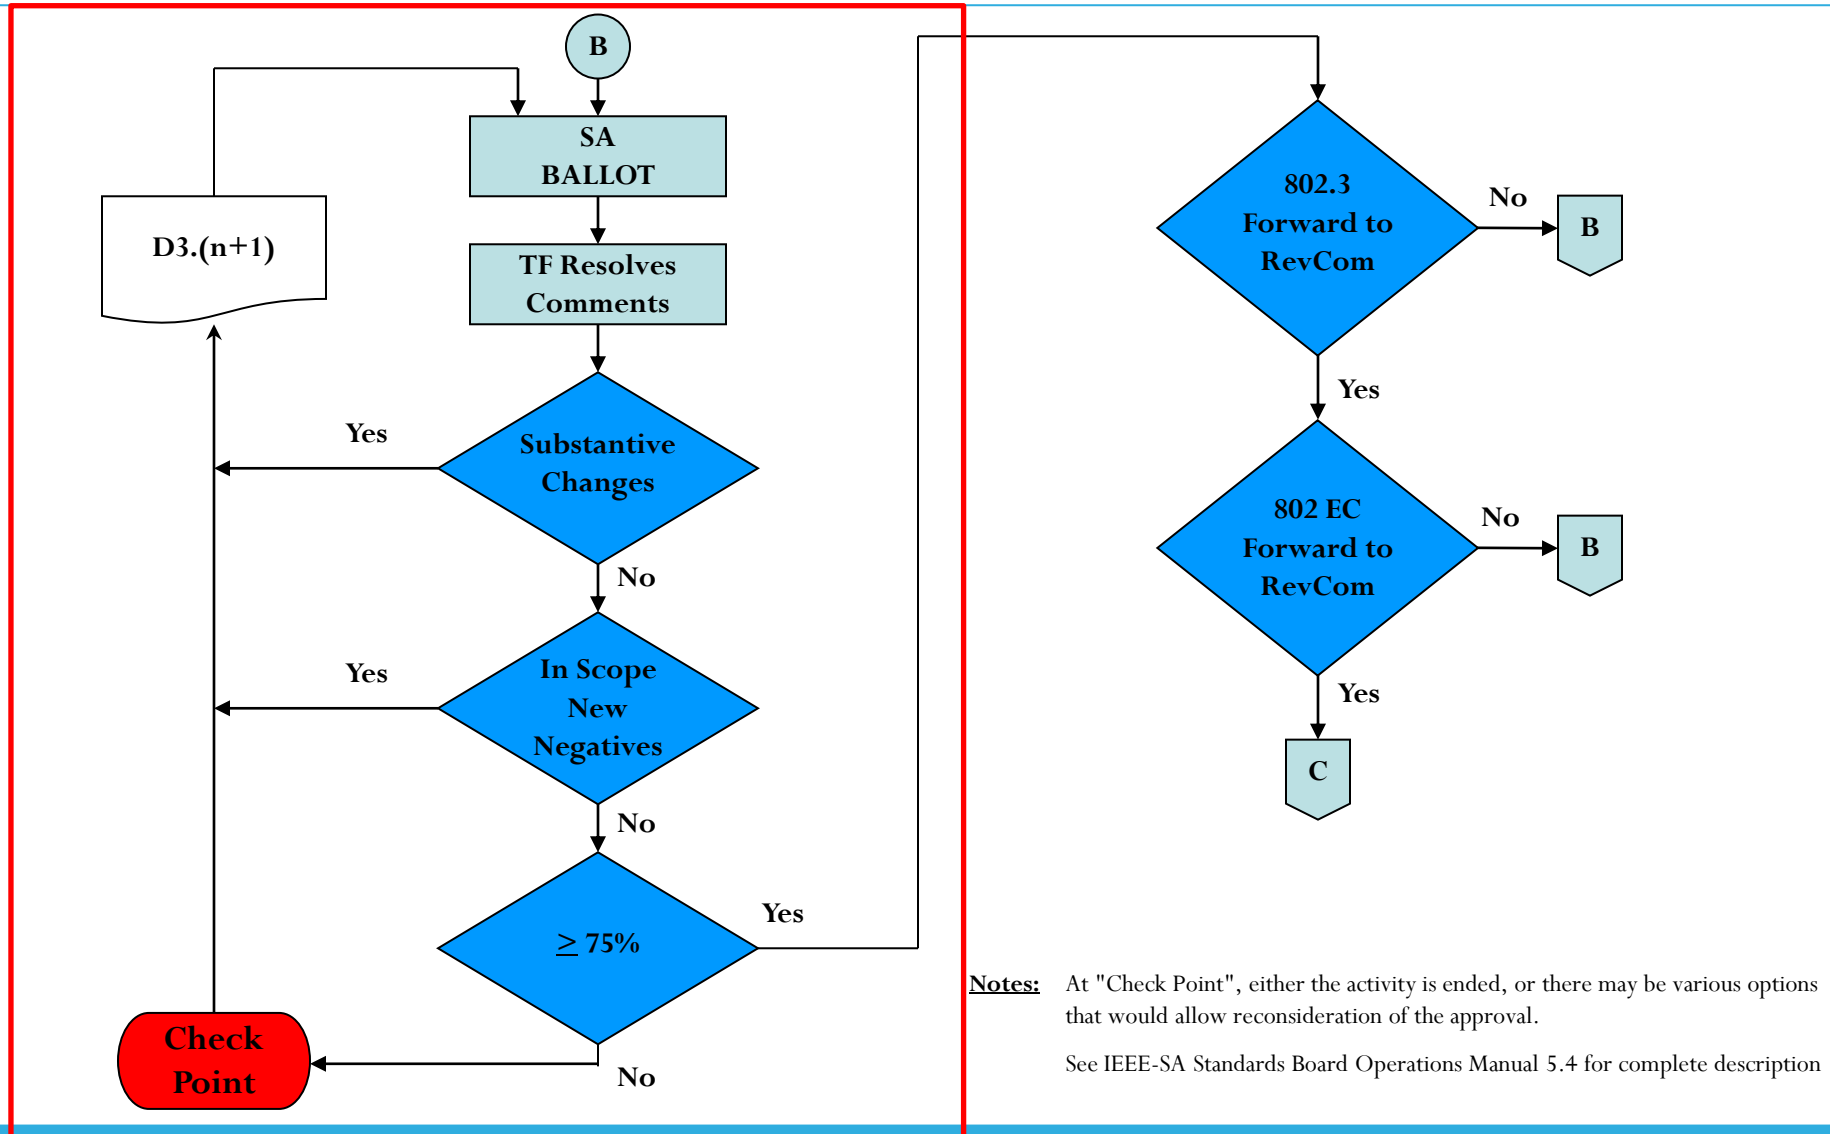 B
SA
BALLOT
D3.(n+1)
TF Resolves
Comments
Yes
Substantive
Changes
No
Yes
In Scope
New
Negatives
No
≥ 75%
Yes
No
Check
Point
802.3
Forward to
RevCom
No
B
Yes
802 EC
Forward to
RevCom
No
B
Yes
C
Notes: At "Check Point", either the activity is ended, or there may be various options
that would allow reconsideration of the approval.
See IEEE-SA Standards Board Operations Manual 5.4 for complete description